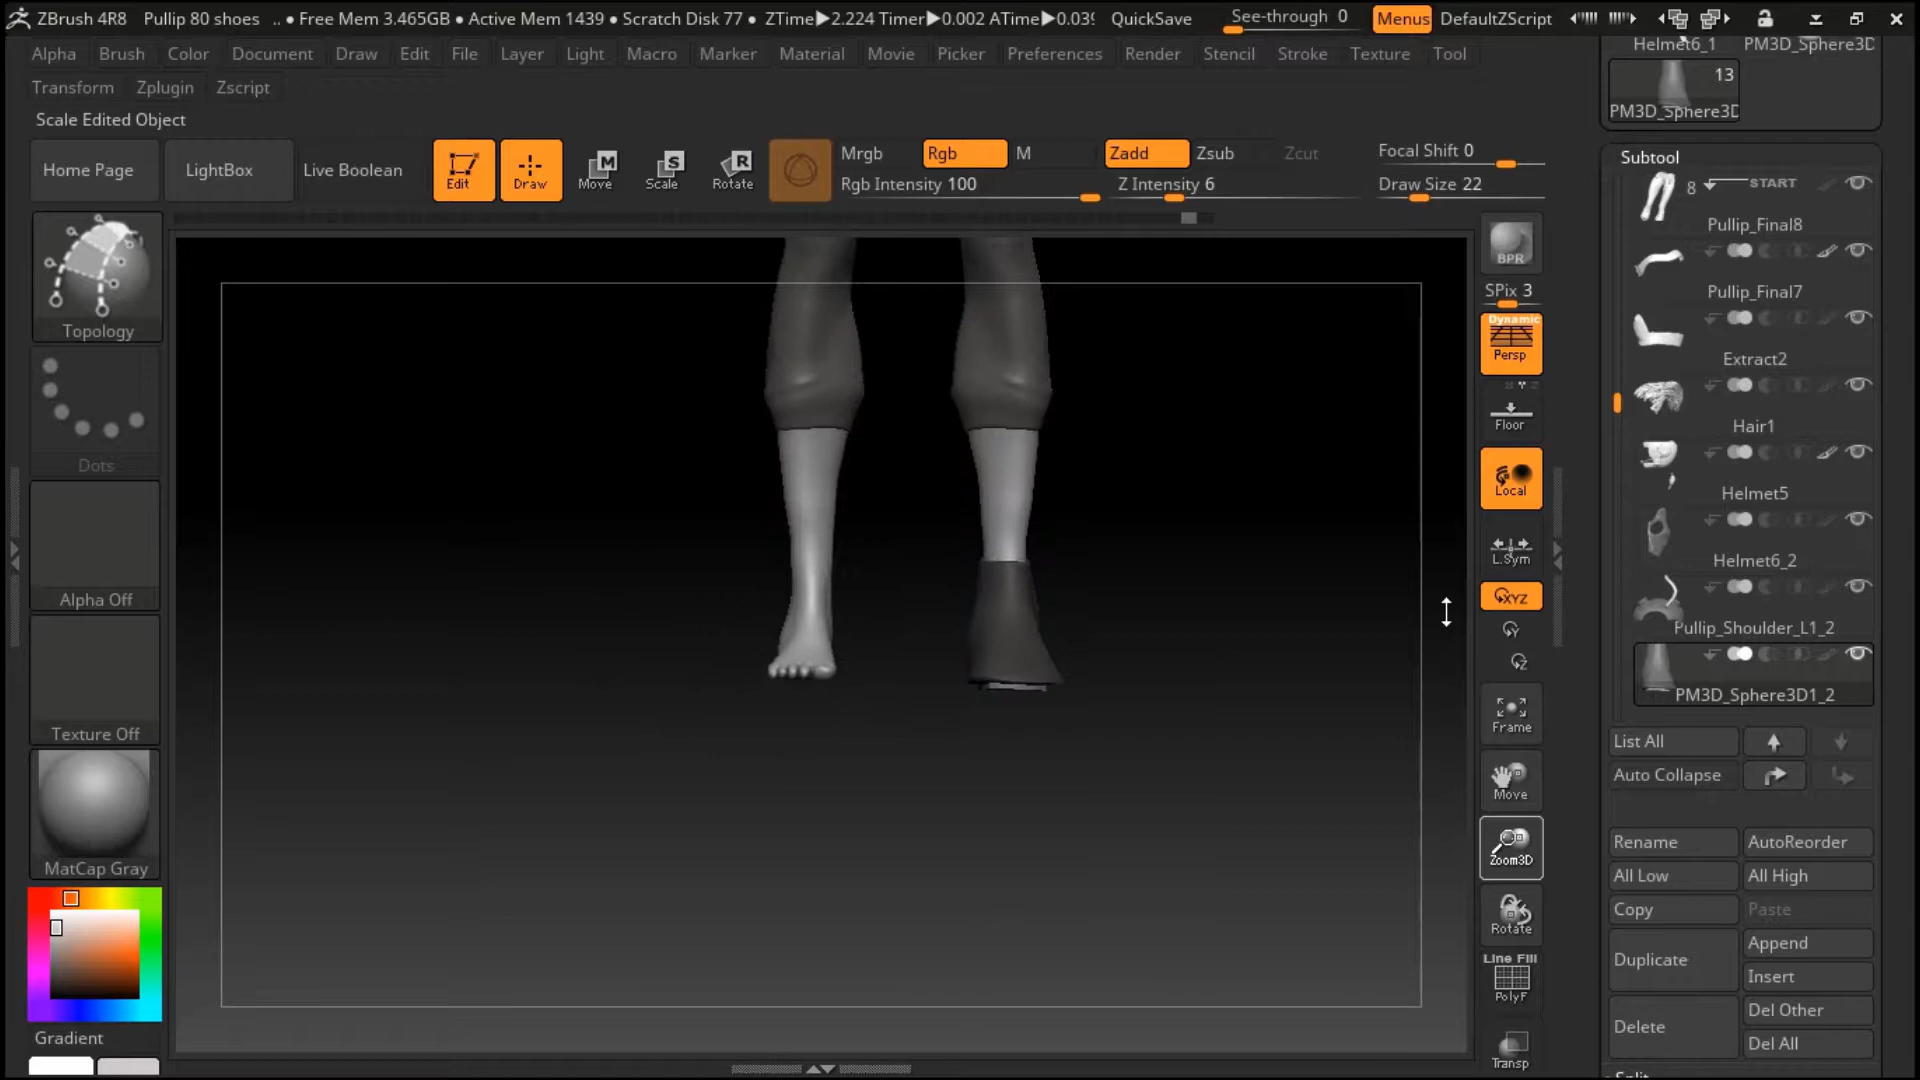 ZBrush 4R8 Pullip 80 shoes .. ● Free Mem 3.465GB ● Active Mem 1439 ● Scratch Disk 77 ● ZTime▶2.224 Timer▶0.002 ATime▶0.039 QuickSave See-through 0 Menus DefaultZScript
Alpha Brush Color Document Draw Edit File Layer Light Macro Marker Material Movie Picker Preferences Render Stencil Stroke Texture Tool
Transform Zplugin Zscript
Scale Edited Object
Home Page LightBox Live Boolean Edit Draw Move Scale Rotate
M S R
Mrgb Rgb M Zadd Zsub Zcut Focal Shift 0
Rgb Intensity 100 Z Intensity 6 Draw Size 22
Topology
Dots
Alpha Off
Texture Off
MatCap Gray
Gradient
BPR
SPix 3
Dynamic
Persp
Floor
Local
L.Sym
XYZ
Y
Z
Frame
Move
Zoom3D
Rotate
Line Fill
PolyF
Transp
Helmet6_1 PM3D_Sphere3D
13
PM3D_Sphere3D
Subtool
8 START
Pullip_Final8
Pullip_Final7
Extract2
Hair1
Helmet5
Helmet6_2
Pullip_Shoulder_L1_2
PM3D_Sphere3D1_2
List All
Auto Collapse
Rename AutoReorder
All Low All High
Copy Paste
Duplicate Append
Insert
Delete Del Other
Del All
Split